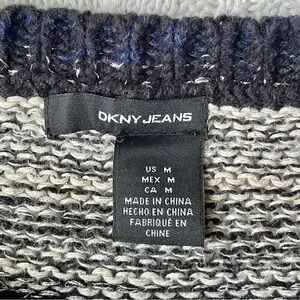 DKNY JEANS
US M
MEX M
CA M
MADE IN CHINA
HECHO EN CHINA
FABRIQUÉ EN
CHINE